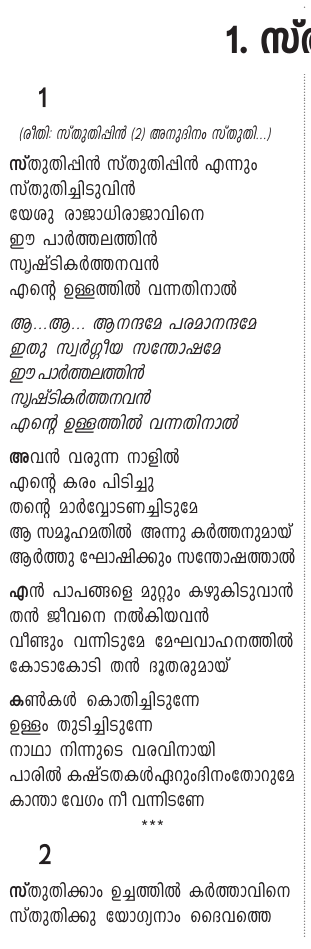 1. സ്
1
(രീതി: സ്തുതിപ്പിൻ (2) അനുദിനം സ്തുതി...)
സ്തുതിപ്പിൻ സ്തുതിപ്പിൻ എന്നും
സ്തുതിച്ചിടുവിൻ
യേശു രാജാധിരാജാവിനെ
ഈ പാർത്തലത്തിൻ
സൃഷ്ടികർത്തനവൻ
എന്റെ ഉള്ളത്തിൽ വന്നതിനാൽ
ആ...ആ... ആനന്ദമേ പരമാനന്ദമേ
ഇതു സ്വർഗ്ഗീയ സന്തോഷമേ
ഈ പാർത്തലത്തിൻ
സൃഷ്ടികർത്തനവൻ
എന്റെ ഉള്ളത്തിൽ വന്നതിനാൽ
അവൻ വരുന്ന നാളിൽ
എന്റെ കരം പിടിച്ചു
തന്റെ മാർവ്വോടണച്ചിടുമേ
ആ സമൂഹമതിൽ അന്നു കർത്തനുമായ്
ആർത്തു ഘോഷിക്കും സന്തോഷത്താൽ
എൻ പാപങ്ങളെ മുറ്റും കഴുകിടുവാൻ
തൻ ജീവനെ നൽകിയവൻ
വീണ്ടും വന്നിടുമേ മേഘവാഹനത്തിൽ
കോടാകോടി തൻ ദൂതരുമായ്
കൺകൾ കൊതിച്ചിടുന്നേ
ഉള്ളം തുടിച്ചിടുന്നേ
നാഥാ നിന്നുടെ വരവിനായി
പാരിൽ കഷ്ടതകൾഏറുംദിനംതോറുമേ
കാന്താ വേഗം നീ വന്നിടണേ
***
2
സ്തുതിക്കാം ഉച്ചത്തിൽ കർത്താവിനെ
സ്തുതിക്കു യോഗ്യനാം ദൈവത്തെ